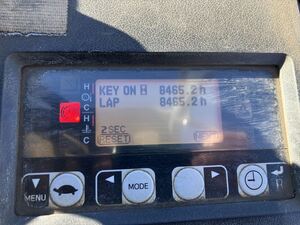 KEY ON H 8465.2h
LAP 8465.2h
2SEC
RESET
H
C
H
C
MENU
MODE